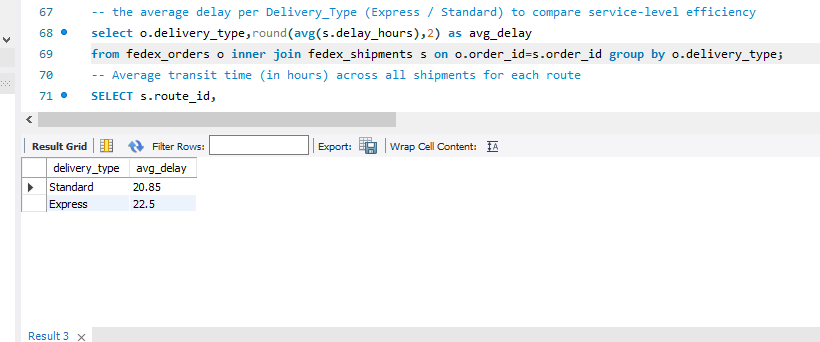 67 -- the average delay per Delivery_Type (Express / Standard) to compare service-level efficiency
68 select o.delivery_type,round(avg(s.delay_hours),2) as avg_delay
69 from fedex_orders o inner join fedex_shipments s on o.order_id=s.order_id group by o.delivery_type;
70 -- Average transit time (in hours) across all shipments for each route
71 SELECT s.route_id,
Result Grid Filter Rows: Export: Wrap Cell Content:
delivery_type avg_delay
Standard 20.85
Express 22.5
Result 3